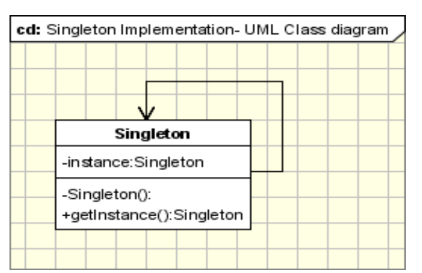 cd: Singleton Implementation- UML Class diagram
Singleton
-instance:Singleton
-Singleton():
+getInstance():Singleton